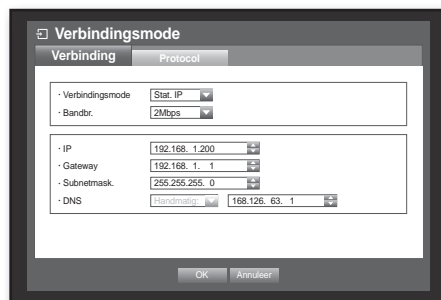 Verbindingsmode
Verbinding Protocol
· Verbindingsmode Stat. IP
· Bandbr. 2Mbps
· IP 192.168. 1.200
· Gateway 192.168. 1. 1
· Subnetmask. 255.255.255. 0
· DNS Handmatig: 168.126. 63. 1
OK Annuleer